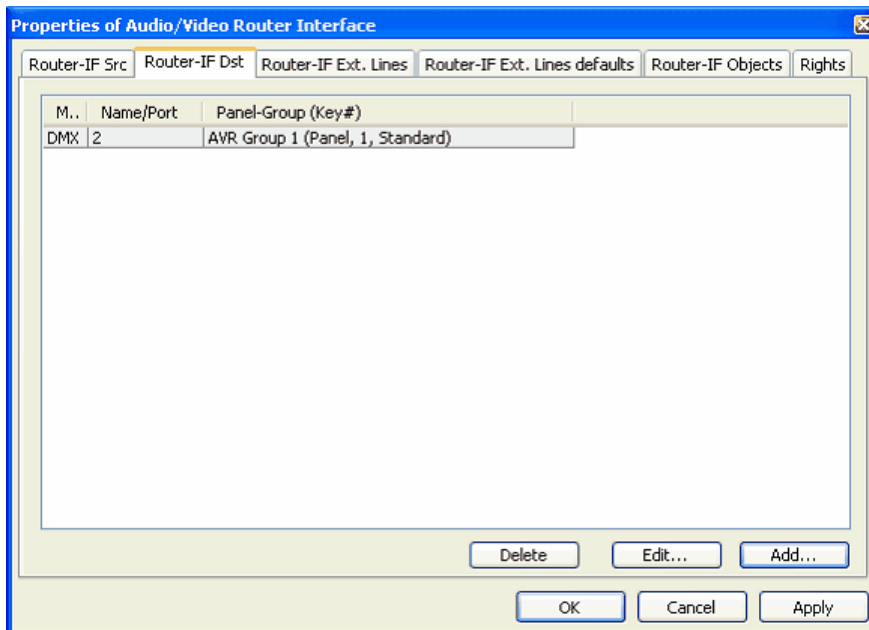 Properties of Audio/Video Router Interface
Router-IF Src Router-IF Dst Router-IF Ext. Lines Router-IF Ext. Lines defaults Router-IF Objects Rights
M.. Name/Port Panel-Group (Key#)
DMX 2 AVR Group 1 (Panel, 1, Standard)
Delete Edit... Add...
OK Cancel Apply